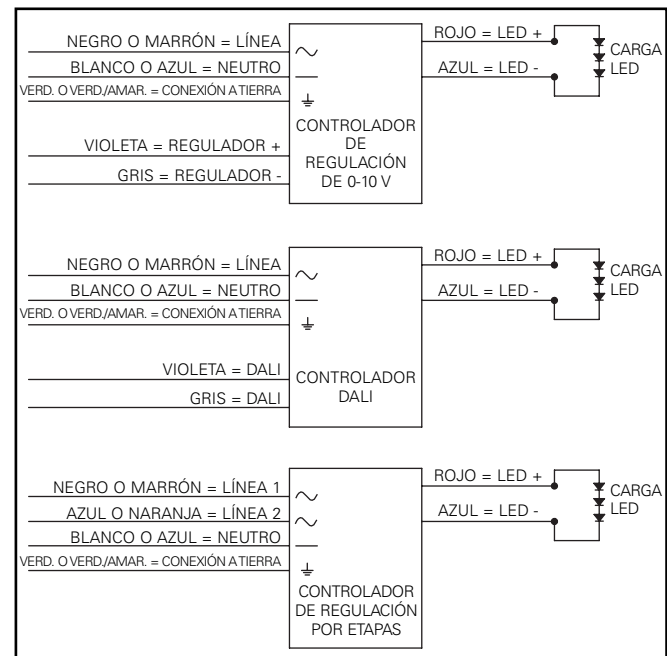 NEGRO O MARRÓN = LÍNEA
BLANCO O AZUL = NEUTRO
VERD. O VERD./AMAR. = CONEXIÓN A TIERRA
VIOLETA = REGULADOR +
GRIS = REGULADOR -
CONTROLADOR
DE
REGULACIÓN
DE 0-10 V
ROJO = LED +
AZUL = LED -
CARGA
LED
NEGRO O MARRÓN = LÍNEA
BLANCO O AZUL = NEUTRO
VERD. O VERD./AMAR. = CONEXIÓN A TIERRA
VIOLETA = DALI
GRIS = DALI
CONTROLADOR
DALI
ROJO = LED +
AZUL = LED -
CARGA
LED
NEGRO O MARRÓN = LÍNEA 1
AZUL O NARANJA = LÍNEA 2
BLANCO O AZUL = NEUTRO
VERD. O VERD./AMAR. = CONEXIÓN A TIERRA
CONTROLADOR
DE REGULACIÓN
POR ETAPAS
ROJO = LED +
AZUL = LED -
CARGA
LED